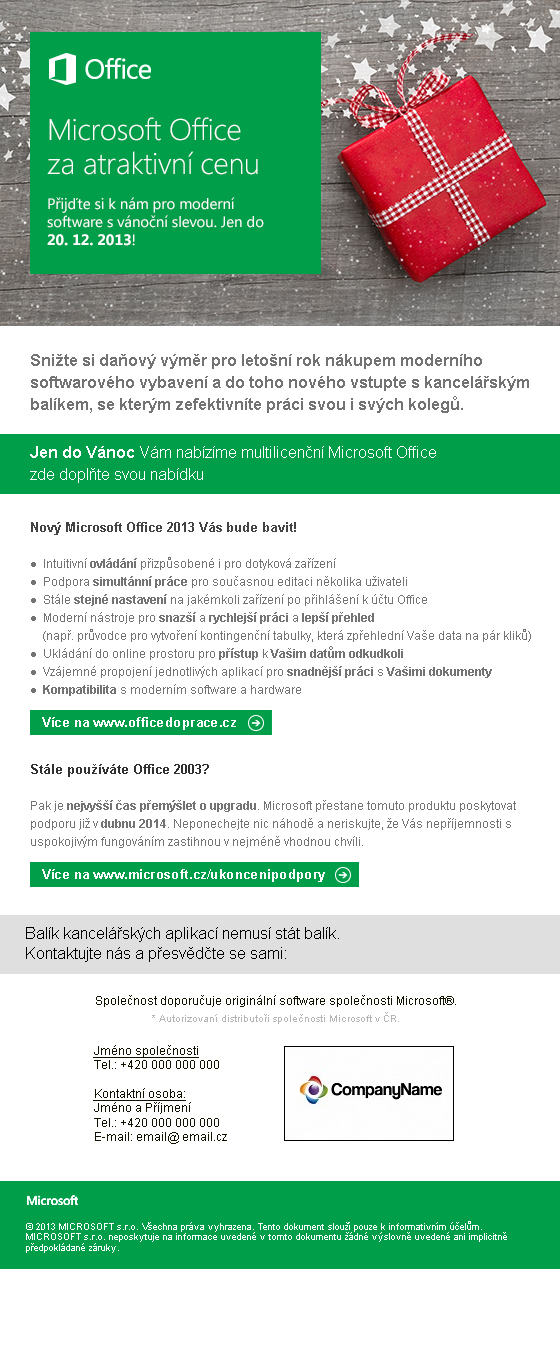 Office
Microsoft Office
za atraktivní cenu
Přijďte si k nám pro moderní
software s vánoční slevou. Jen do
20. 12. 2013!
Snižte si daňový výměr pro letošní rok nákupem moderního
softwarového vybavení a do toho nového vstupte s kancelářským
balíkem, se kterým zefektivníte práci svou i svých kolegů.
Jen do Vánoc Vám nabízíme multilicenční Microsoft Office
zde doplňte svou nabídku
Nový Microsoft Office 2013 Vás bude bavit!
● Intuitivní ovládání přizpůsobené i pro dotyková zařízení
● Podpora simultánní práce pro současnou editaci několika uživateli
● Stále stejné nastavení na jakémkoli zařízení po přihlášení k účtu Office
● Moderní nástroje pro snazší a rychlejší práci a lepší přehled
(např. průvodce pro vytvoření kontingenční tabulky, která zpřehlední Vaše data na pár kliků)
● Ukládání do online prostoru pro přístup k Vašim datům odkudkoli
● Vzájemné propojení jednotlivých aplikací pro snadnější práci s Vašimi dokumenty
● Kompatibilita s moderním software a hardware
Více na www.officedoprace.cz
Stále používáte Office 2003?
Pak je nejvyšší čas přemýšlet o upgradu. Microsoft přestane tomuto produktu poskytovat
podporu již v dubnu 2014. Neponechejte nic náhodě a neriskujte, že Vás nepříjemnosti s
uspokojivým fungováním zastihnou v nejméně vhodnou chvíli.
Více na www.microsoft.cz/ukoncenipodpory
Balík kancelářských aplikací nemusí stát balík.
Kontaktujte nás a přesvědčte se sami:
Společnost doporučuje originální software společnosti Microsoft®.
* Autorizovaní distributoři společnosti Microsoft v ČR.
Jméno společnosti
Tel.: +420 000 000 000
Kontaktní osoba:
Jméno a Příjmení
Tel.: +420 000 000 000
E-mail: email@email.cz
CompanyName
Microsoft
© 2013 MICROSOFT s.r.o. Všechna práva vyhrazena. Tento dokument slouží pouze k informativním účelům.
MICROSOFT s.r.o. neposkytuje na informace uvedené v tomto dokumentu žádné výslovně uvedené ani implicitně
předpokládané záruky.